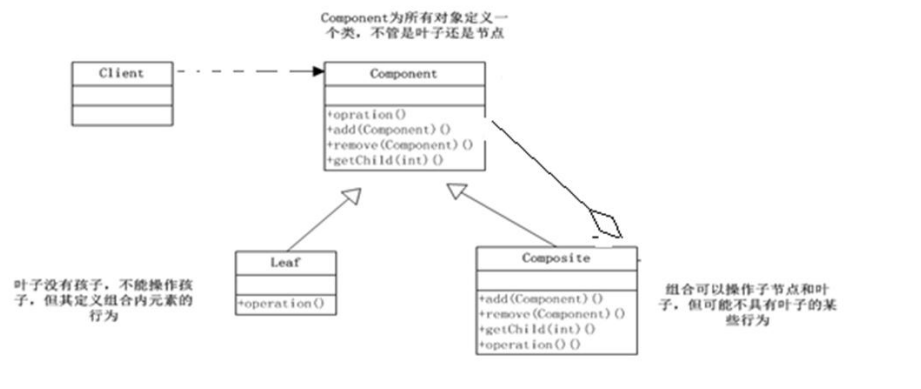 Component为所有对象定义一
个类，不管是叶子还是节点
Client
Component
+opration()
+add(Component)()
+remove(Component)()
+getChild(int)()
Leaf
+operation()
叶子没有孩子，不能操作孩
子，但其定义组合内元素的
行为
Composite
+add(Component)()
+remove(Component)()
+getChild(int)()
+operation()()
组合可以操作子节点和叶
子，但可能不具有叶子的某
些行为